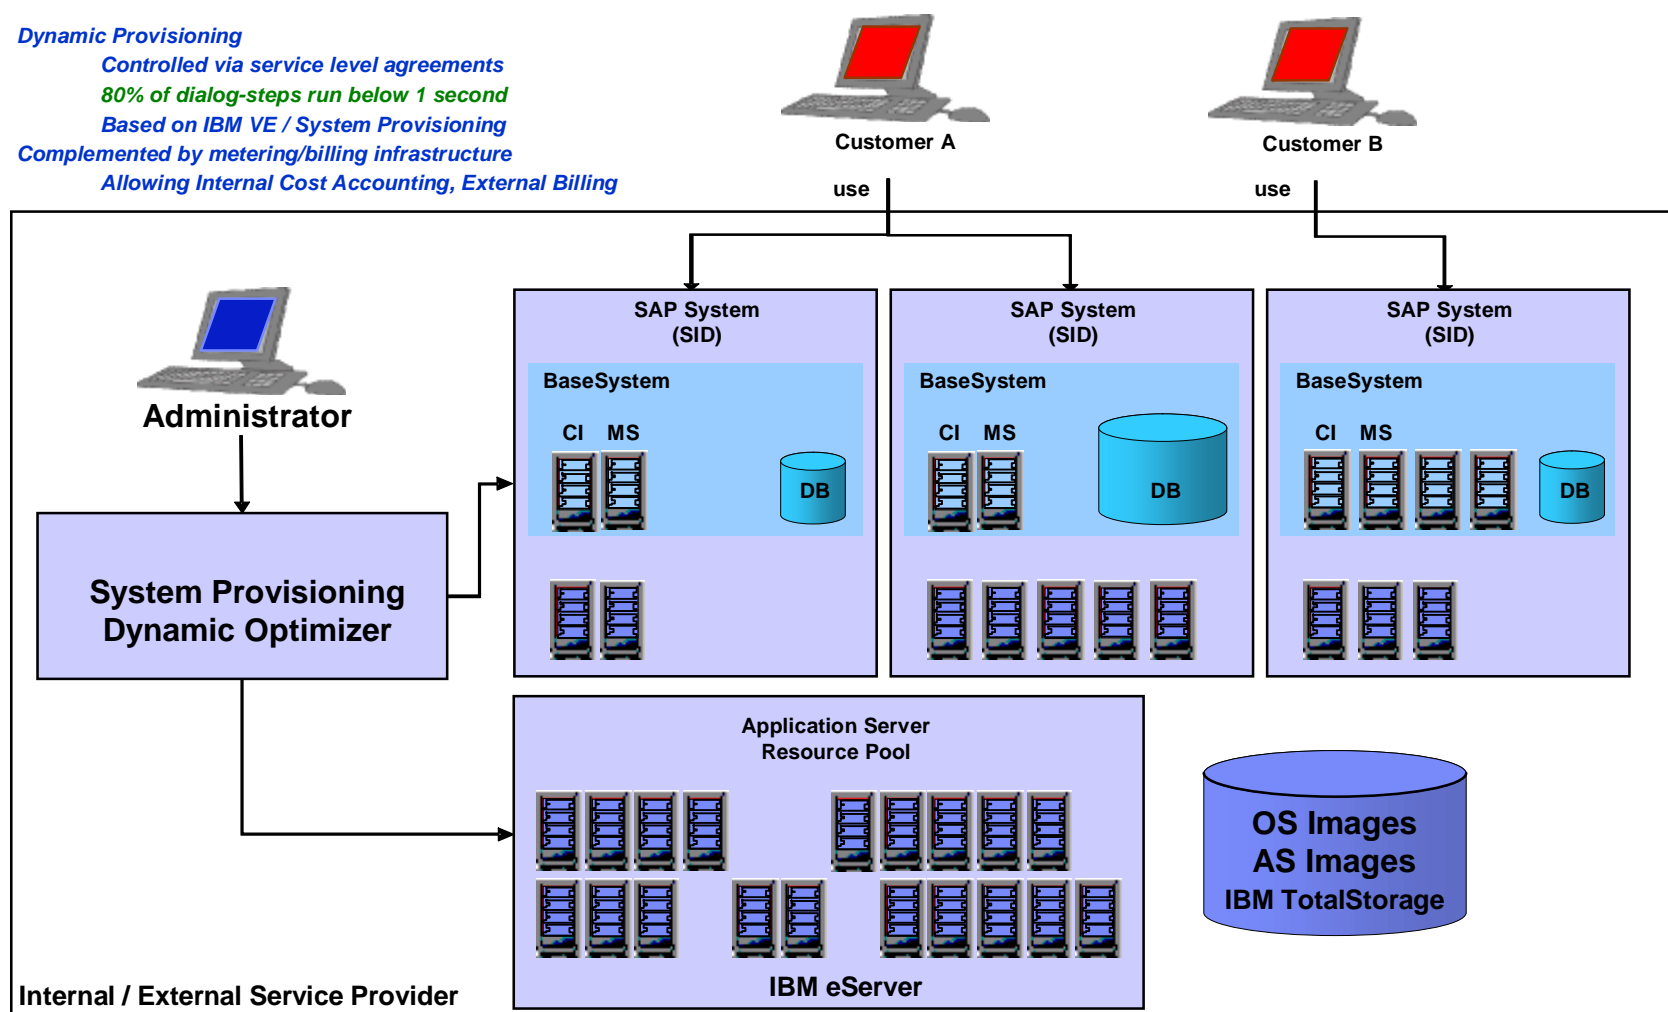 Dynamic Provisioning
Controlled via service level agreements
80% of dialog-steps run below 1 second
Based on IBM VE / System Provisioning
Complemented by metering/billing infrastructure
Allowing Internal Cost Accounting, External Billing
Customer A
Customer B
use
use
Administrator
System Provisioning
Dynamic Optimizer
SAP System
(SID)
BaseSystem
CI MS
DB
SAP System
(SID)
BaseSystem
CI MS
DB
SAP System
(SID)
BaseSystem
CI MS
DB
Application Server
Resource Pool
IBM eServer
OS Images
AS Images
IBM TotalStorage
Internal / External Service Provider